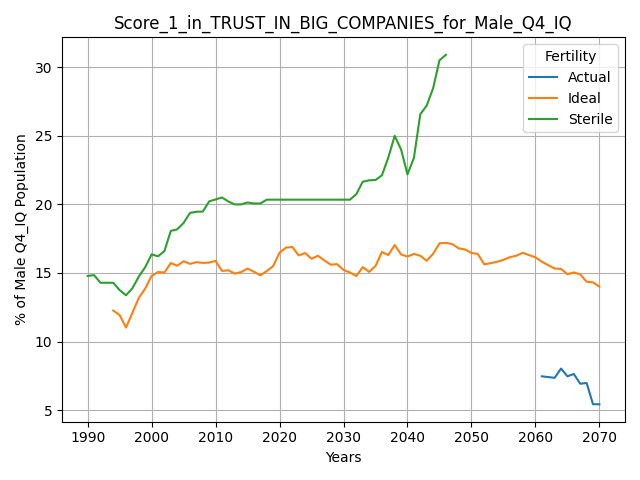 Score_1_in_TRUST_IN_BIG_COMPANIES_for_Male_Q4_IQ
Fertility
Actual
Ideal
Sterile
% of Male Q4_IQ Population
30
25
20
15
10
5
1990 2000 2010 2020 2030 2040 2050 2060 2070
Years